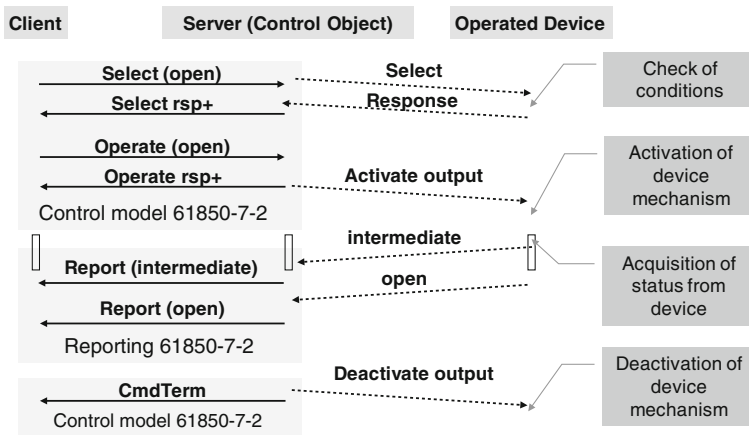 Client
Server (Control Object)
Operated Device
Select (open)
Select
Check of
conditions
Select rsp+
Response
Operate (open)
Activation of
device
mechanism
Operate rsp+
Activate output
Control model 61850-7-2
intermediate
Report (intermediate)
Acquisition of
status from
device
open
Report (open)
Reporting 61850-7-2
Deactivate output
Deactivation of
device
mechanism
CmdTerm
Control model 61850-7-2